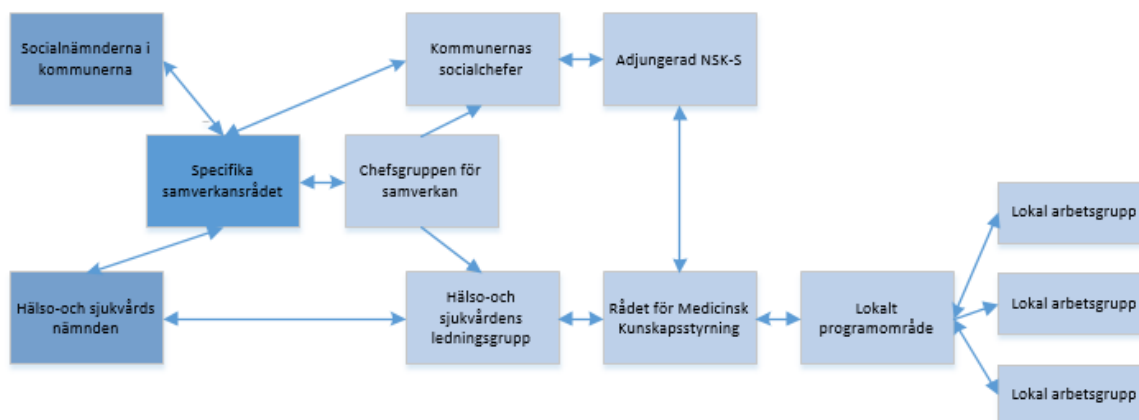 Socialnämnderna i
kommunerna
Kommunernas
socialchefer
Adjungerad NSK-S
Specifika
samverkansrådet
Chefsgruppen för
samverkan
Lokal arbetsgrupp
Hälso-och sjukvårds
nämnden
Hälso-och
sjukvårdens
ledningsgrupp
Rådet för Medicinsk
Kunskapsstyrning
Lokalt
programområde
Lokal arbetsgrupp
Lokal arbetsgrupp